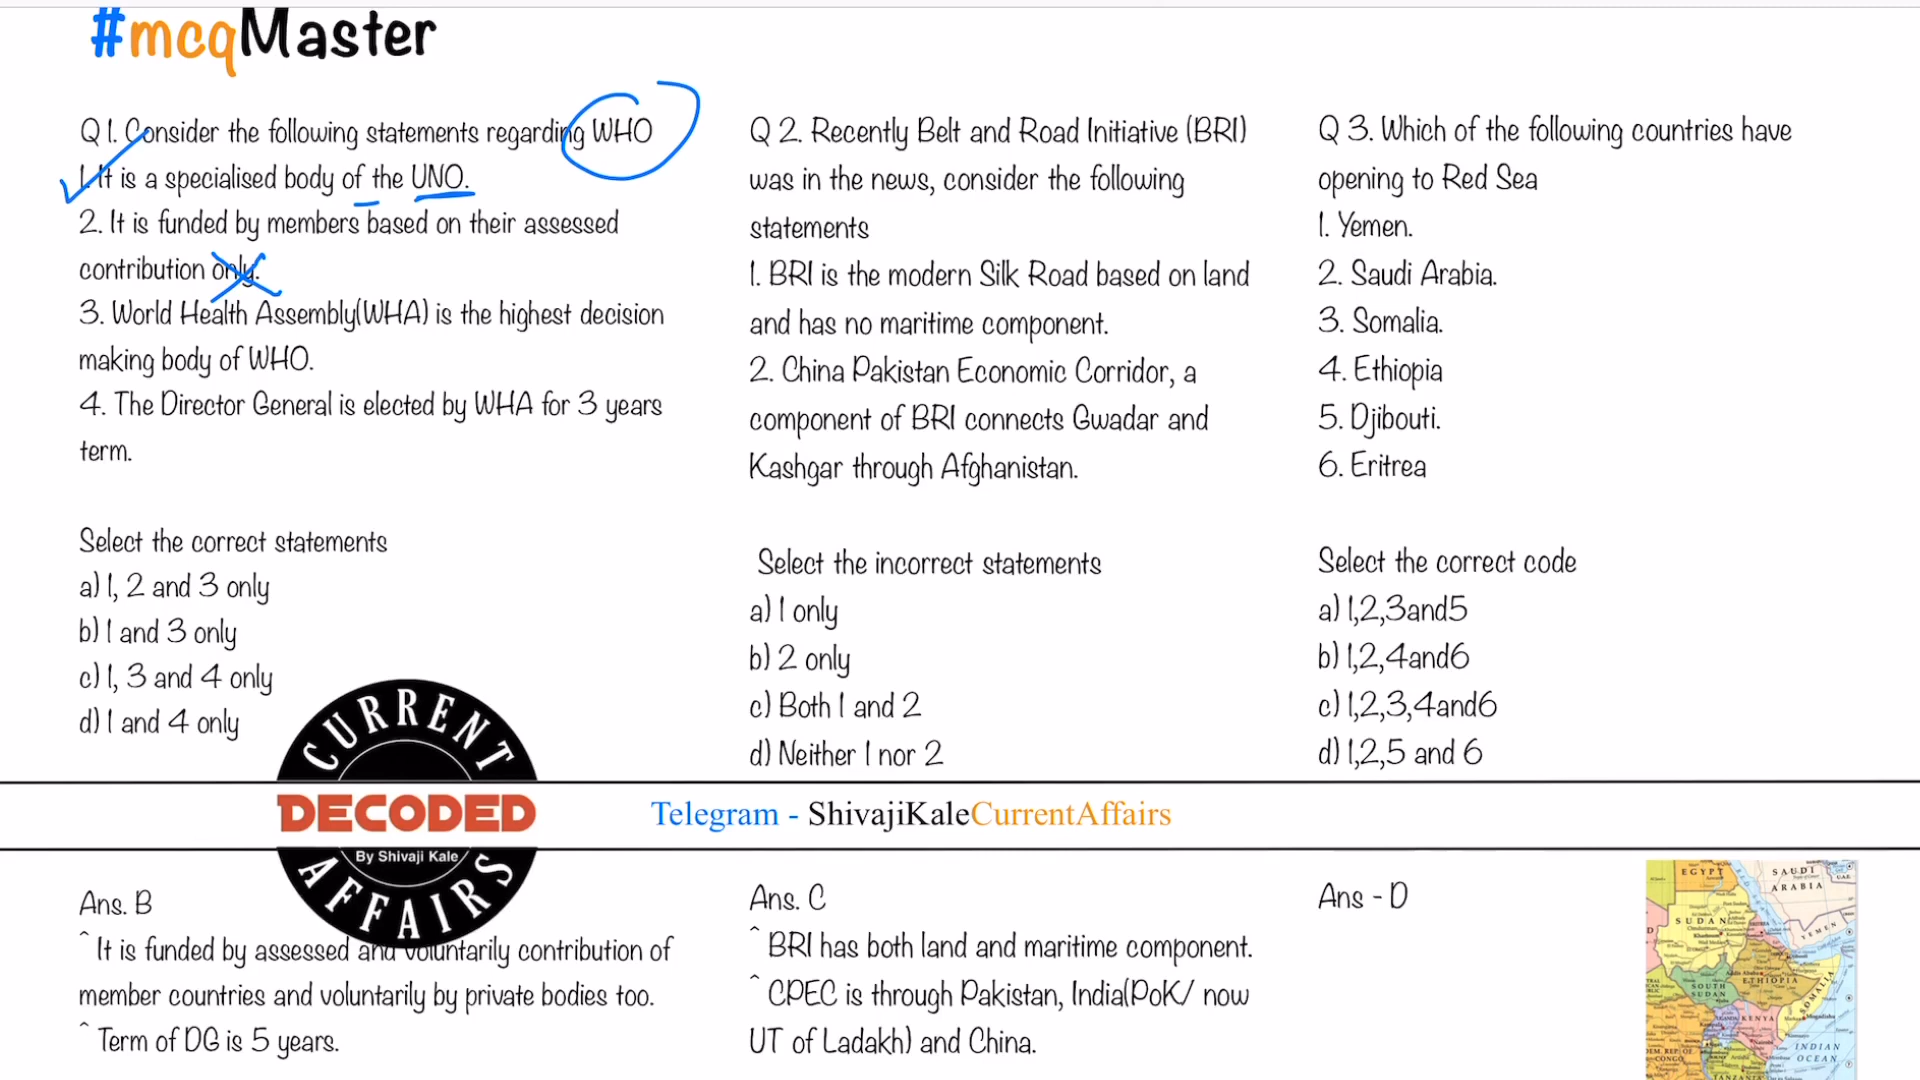 #mcqMaster
Q 1. Consider the following statements regarding WHO
1. It is a specialised body of the UNO.
2. It is funded by members based on their assessed
contribution only.
3. World Health Assembly(WHA) is the highest decision
making body of WHO.
4. The Director General is elected by WHA for 3 years
term.
Select the correct statements
a) 1, 2 and 3 only
b) 1 and 3 only
c) 1, 3 and 4 only
d) 1 and 4 only
Q 2. Recently Belt and Road Initiative (BRI)
was in the news, consider the following
statements
1. BRI is the modern Silk Road based on land
and has no maritime component.
2. China Pakistan Economic Corridor, a
component of BRI connects Gwadar and
Kashgar through Afghanistan.
Select the incorrect statements
a) 1 only
b) 2 only
c) Both 1 and 2
d) Neither 1 nor 2
Q 3. Which of the following countries have
opening to Red Sea
1. Yemen.
2. Saudi Arabia.
3. Somalia.
4. Ethiopia
5. Djibouti.
6. Eritrea
Select the correct code
a) 1,2,3and5
b) 1,2,4and6
c) 1,2,3,4and6
d) 1,2,5 and 6
CURRENT
DECODED
By Shivaji Kale
AFFAIRS
Telegram - ShivajiKaleCurrentAffairs
Ans. B
^ It is funded by assessed and voluntarily contribution of
member countries and voluntarily by private bodies too.
^ Term of DG is 5 years.
Ans. C
^ BRI has both land and maritime component.
^ CPEC is through Pakistan, India(PoK/ now
UT of Ladakh) and China.
Ans - D
EGYPT
SAUDI
ARABIA
SUDAN
YEMEN
ETHIOPIA
SOUTH
SUDAN
SOMALIA
KENYA
INDIAN
OCEAN
TANZANIA